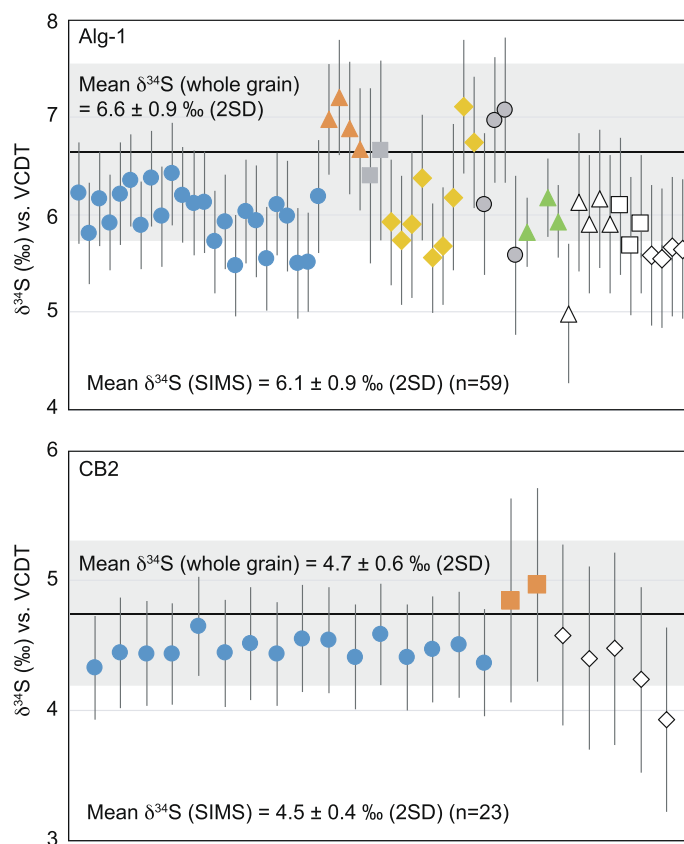 8
Alg-1
Mean δ³⁴S (whole grain)
= 6.6 ± 0.9 ‰ (2SD)
7
6
5
4
δ³⁴S (‰) vs. VCDT
Mean δ³⁴S (SIMS) = 6.1 ± 0.9 ‰ (2SD) (n=59)
6
CB2
Mean δ³⁴S (whole grain) = 4.7 ± 0.6 ‰ (2SD)
5
4
3
δ³⁴S (‰) vs. VCDT
Mean δ³⁴S (SIMS) = 4.5 ± 0.4 ‰ (2SD) (n=23)